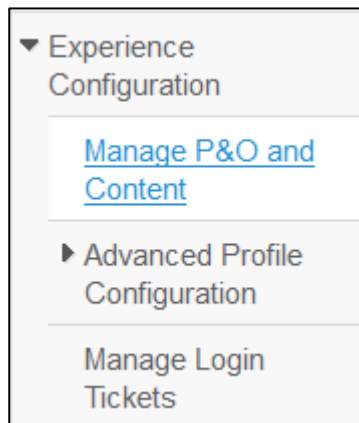 Experience
Configuration
Manage P&O and
Content
Advanced Profile
Configuration
Manage Login
Tickets